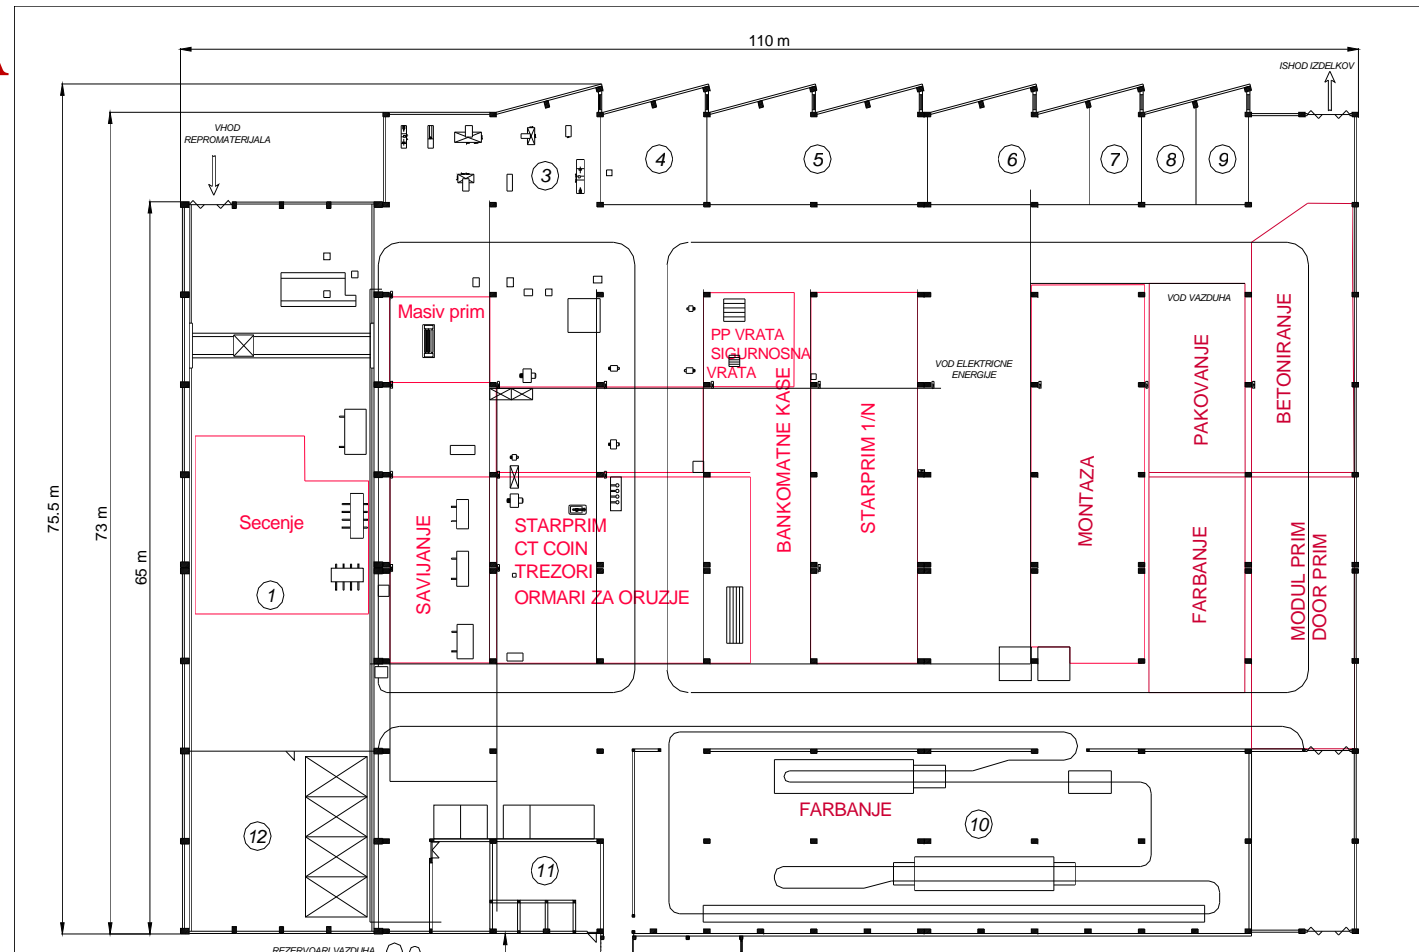 110 m
ISHOD IZDELKOV
VHOD
REPROMATERIJALA
3
4
5
6
7
8
9
75.5 m
73 m
65 m
Masiv prim
PP VRATA
SIGURNOSNA
VRATA
VOD ELEKTRICNE
ENERGIJE
VOD VAZDUHA
BANKOMATNE KASE
STARPRIM 1/N
MONTAZA
PAKOVANJE
BETONIRANJE
Secenje
1
SAVIJANJE
STARPRIM
CT COIN
TREZORI
ORMARI ZA ORUZJE
FARBANJE
MODUL PRIM
DOOR PRIM
FARBANJE
10
12
11
REZERVOARI VAZDUHA